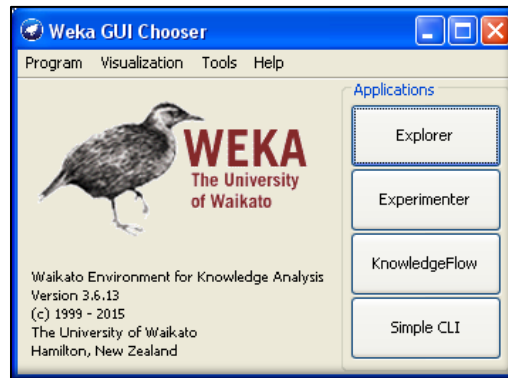 Weka GUI Chooser
Program Visualization Tools Help
WEKA
The University
of Waikato
Waikato Environment for Knowledge Analysis
Version 3.6.13
(c) 1999 - 2015
The University of Waikato
Hamilton, New Zealand
Applications
Explorer
Experimenter
KnowledgeFlow
Simple CLI